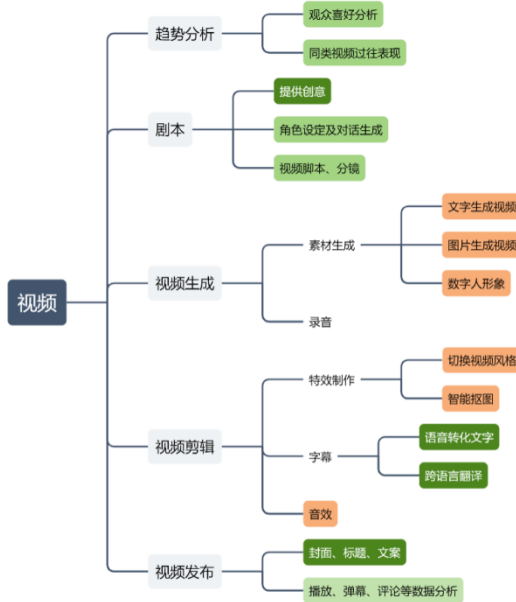 视频
趋势分析
观众喜好分析
同类视频过往表现
剧本
提供创意
角色设定及对话生成
视频脚本、分镜
视频生成
素材生成
文字生成视频
图片生成视频
数字人形象
录音
视频剪辑
特效制作
切换视频风格
智能抠图
字幕
语音转化文字
跨语言翻译
音效
视频发布
封面、标题、文案
播放、弹幕、评论等数据分析